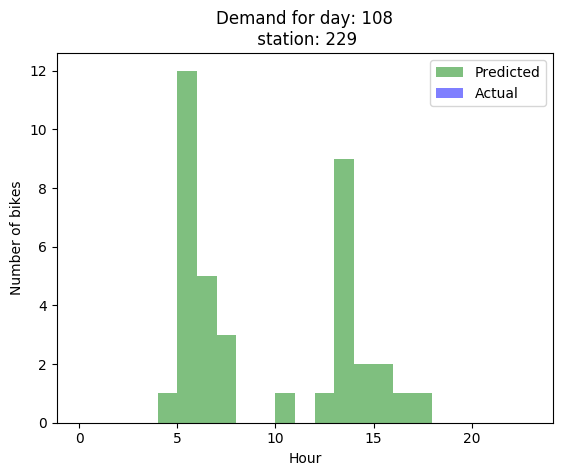 Demand for day: 108
station: 229
Predicted
Actual
Number of bikes
12
10
8
6
4
2
0
0
5
10
15
20
Hour